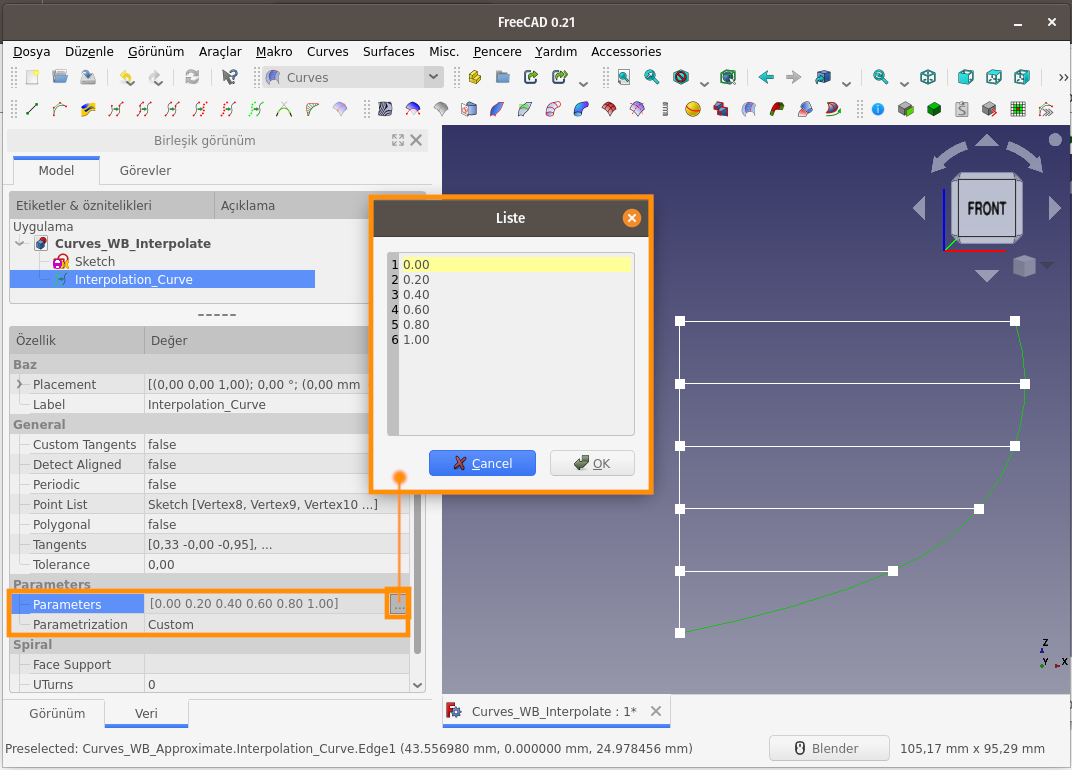 FreeCAD 0.21
Dosya Düzenle Görünüm Araçlar Makro Curves Surfaces Misc. Pencere Yardım Accessories
Curves
Birleşik görünüm
Model Görevler
Etiketler & öznitelikleri Açıklama
Uygulama
Curves_WB_Interpolate
Sketch
Interpolation_Curve
Özellik Değer
Baz
Placement [(0,00 0,00 1,00); 0,00 °; (0,00 mm
Label Interpolation_Curve
General
Custom Tangents false
Detect Aligned false
Periodic false
Point List Sketch [Vertex8, Vertex9, Vertex10 ...]
Polygonal false
Tangents [0,33 -0,00 -0,95], ...
Tolerance 0,00
Parameters
Parameters [0.00 0.20 0.40 0.60 0.80 1.00] ...
Parametrization Custom
Spiral
Face Support
UTurns 0
Görünüm Veri
Liste
1 0.00
2 0.20
3 0.40
4 0.60
5 0.80
6 1.00
Cancel OK
FRONT
Z
Y X
Curves_WB_Interpolate : 1*
Preselected: Curves_WB_Approximate.Interpolation_Curve.Edge1 (43.556980 mm, 0.000000 mm, 24.978456 mm) Blender 105,17 mm x 95,29 mm